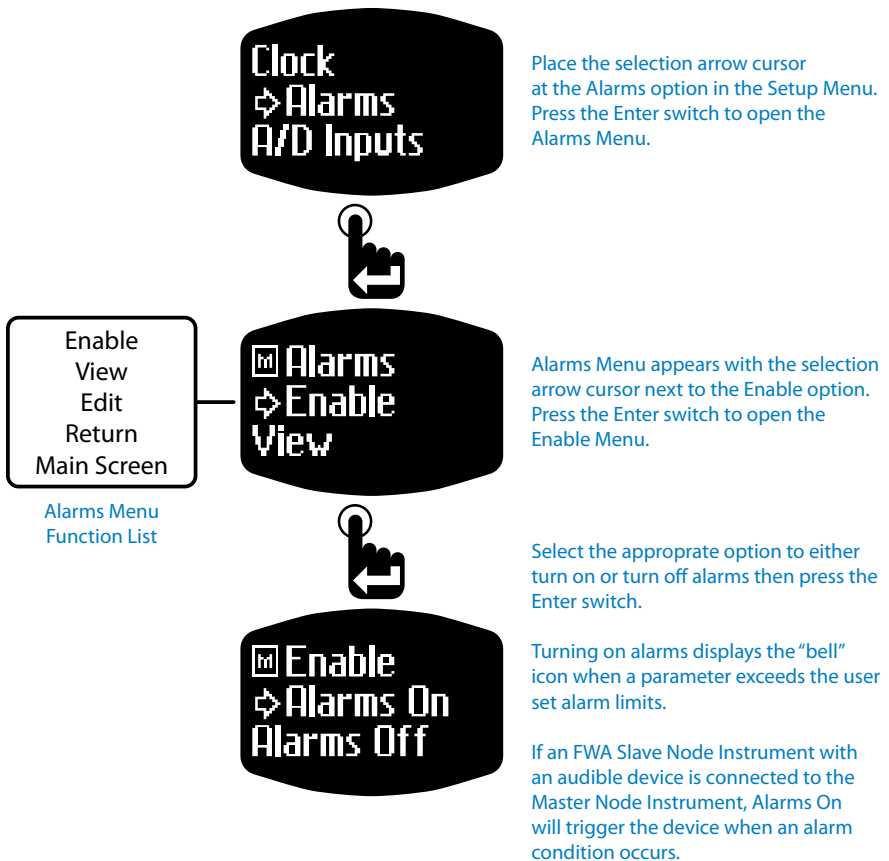 Clock
Alarms
A/D Inputs
Place the selection arrow cursor
at the Alarms option in the Setup Menu.
Press the Enter switch to open the
Alarms Menu.
Enable
View
Edit
Return
Main Screen
Alarms Menu
Function List
M Alarms
Enable
View
Alarms Menu appears with the selection
arrow cursor next to the Enable option.
Press the Enter switch to open the
Enable Menu.
M Enable
Alarms On
Alarms Off
Select the approprate option to either
turn on or turn off alarms then press the
Enter switch.
Turning on alarms displays the “bell”
icon when a parameter exceeds the user
set alarm limits.
If an FWA Slave Node Instrument with
an audible device is connected to the
Master Node Instrument, Alarms On
will trigger the device when an alarm
condition occurs.